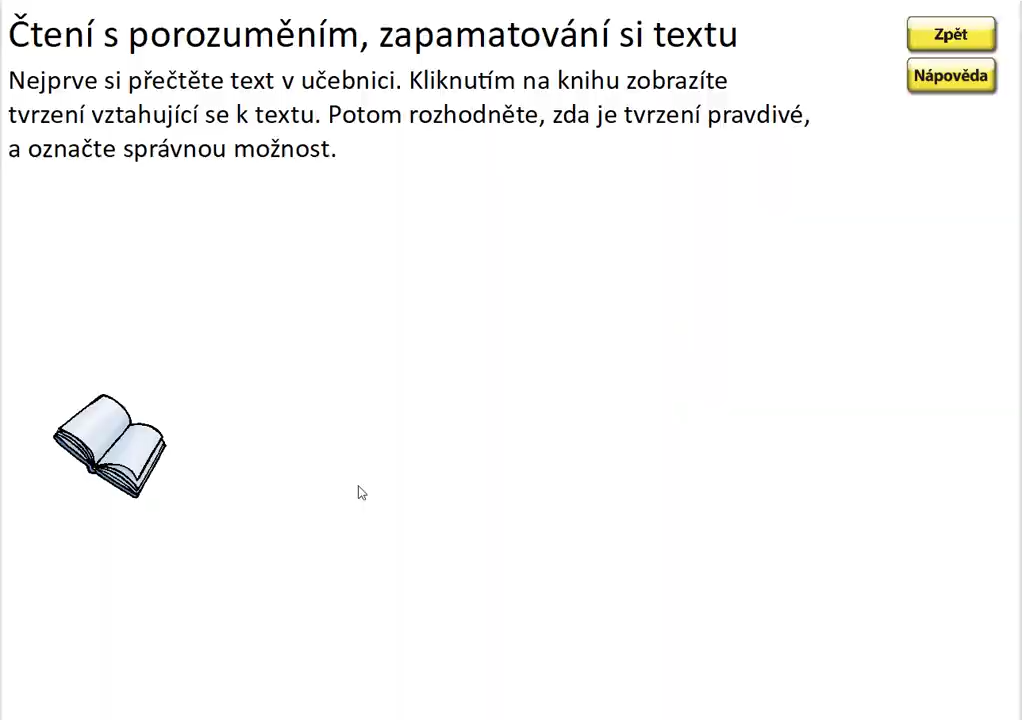 Čtení s porozuměním, zapamatování si textu
Zpět
Nápověda
Nejprve si přečtěte text v učebnici. Kliknutím na knihu zobrazíte
tvrzení vztahující se k textu. Potom rozhodněte, zda je tvrzení pravdivé,
a označte správnou možnost.